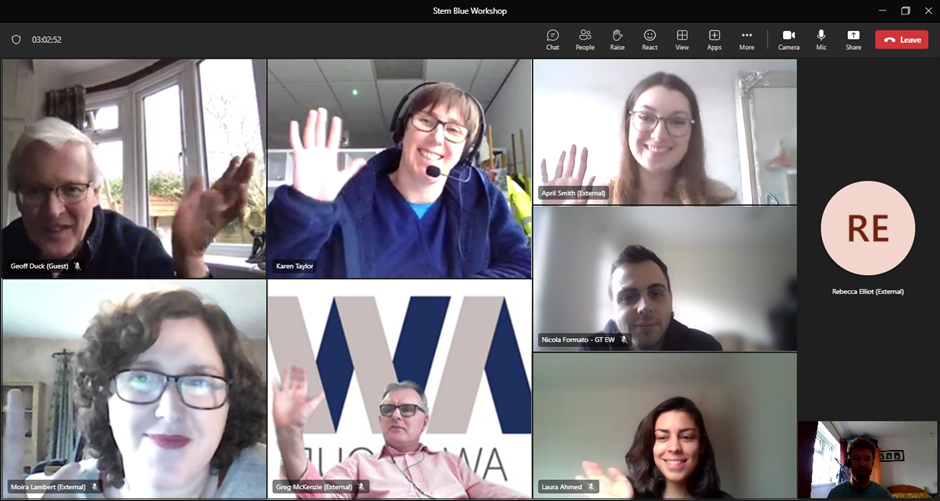 Stem Blue Workshop
03:02:52
Chat
People
Raise
React
View
Apps
More
Camera
Mic
Share
Leave
Geoff Duck (Guest)
Karen Taylor
April Smith (External)
Nicola Formato - GT EW
RE
Rebecca Elliot (External)
WA
WA
Moira Lambert (External)
Greg McKenzie (External)
Laura Ahmed